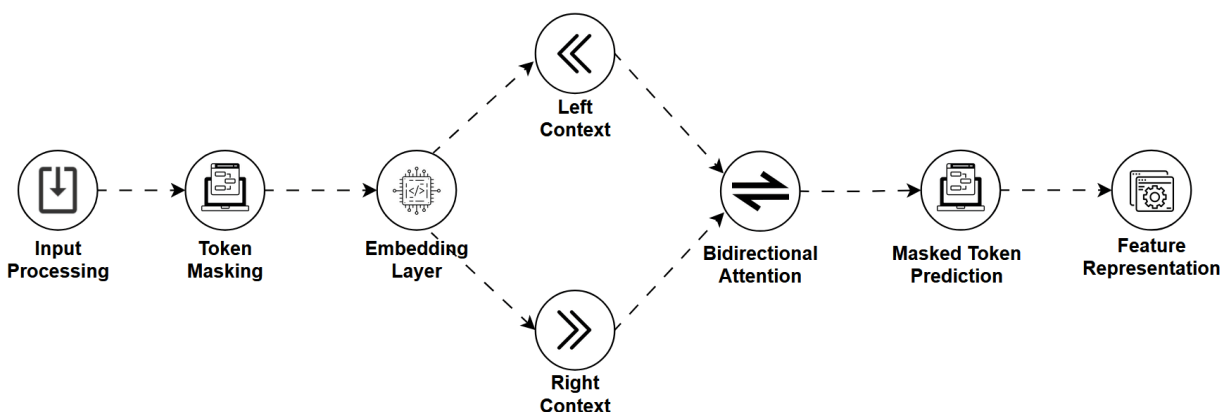 Input
Processing
Token
Masking
Embedding
Layer
Left
Context
Right
Context
Bidirectional
Attention
Masked Token
Prediction
Feature
Representation